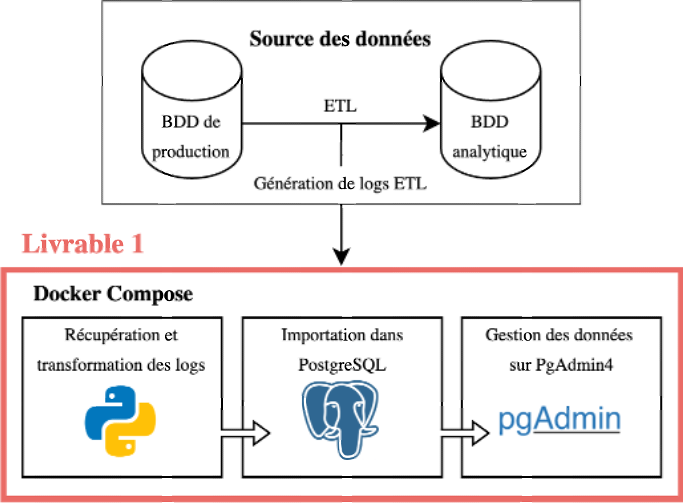 Source des données
ETL
BDD de
production
BDD
analytique
Génération de logs ETL
Livrable 1
Docker Compose
Récupération et
transformation des logs
Importation dans
PostgreSQL
Gestion des données
sur PgAdmin4
pgAdmin